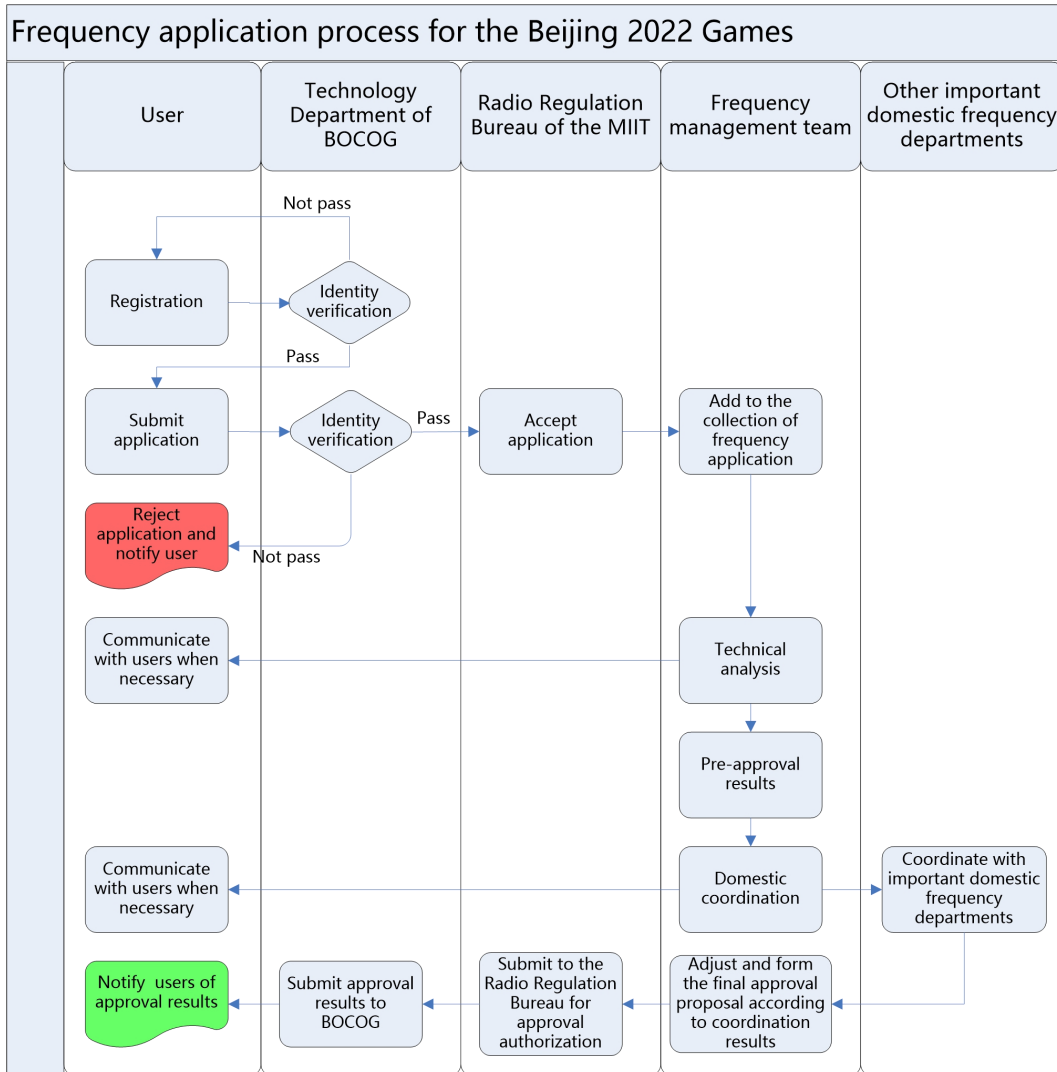 Frequency application process for the Beijing 2022 Games
User
Technology
Department of
BOCOG
Radio Regulation
Bureau of the MIIT
Frequency
management team
Other important
domestic frequency
departments
Not pass
Registration
Identity
verification
Pass
Submit
application
Identity
verification
Pass
Accept
application
Add to the
collection of
frequency
application
Reject
application and
notify user
Not pass
Communicate
with users when
necessary
Technical
analysis
Pre-approval
results
Communicate
with users when
necessary
Domestic
coordination
Coordinate with
important domestic
frequency
departments
Notify users of
approval results
Submit approval
results to
BOCOG
Submit to the
Radio Regulation
Bureau for
approval
authorization
Adjust and form
the final approval
proposal according
to coordination
results